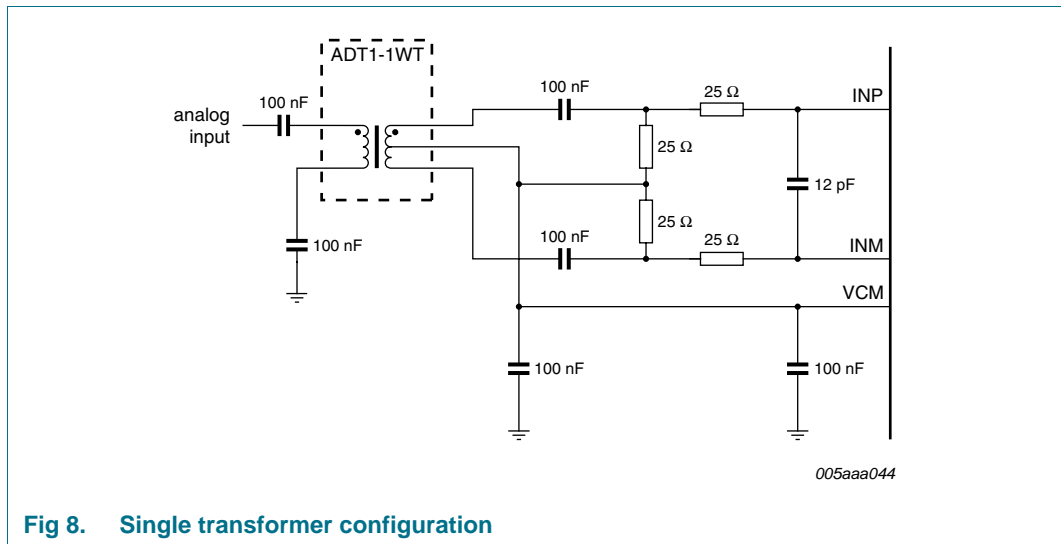 ADT1-1WT
100 nF
25 Ω
INP
analog
input
100 nF
25 Ω
12 pF
25 Ω
100 nF
25 Ω
INM
100 nF
VCM
100 nF
100 nF
005aaa044
Fig 8. Single transformer configuration